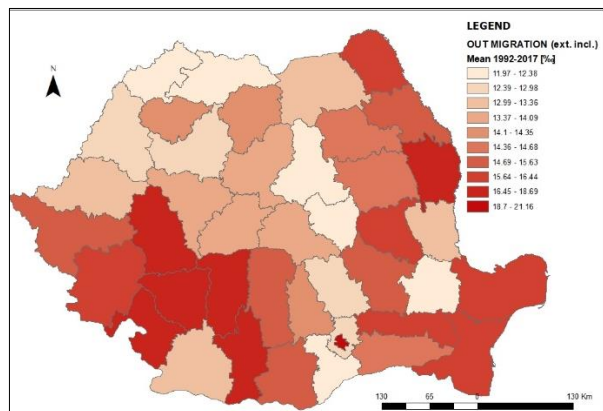 LEGEND
OUT MIGRATION (ext. incl.)
Mean 1992-2017 [‰]
11.97 - 12.38
12.39 - 12.98
12.99 - 13.36
13.37 - 14.09
14.1 - 14.35
14.36 - 14.68
14.69 - 15.63
15.64 - 16.44
16.45 - 18.69
18.7 - 21.16
N
130 65 0 130 Km